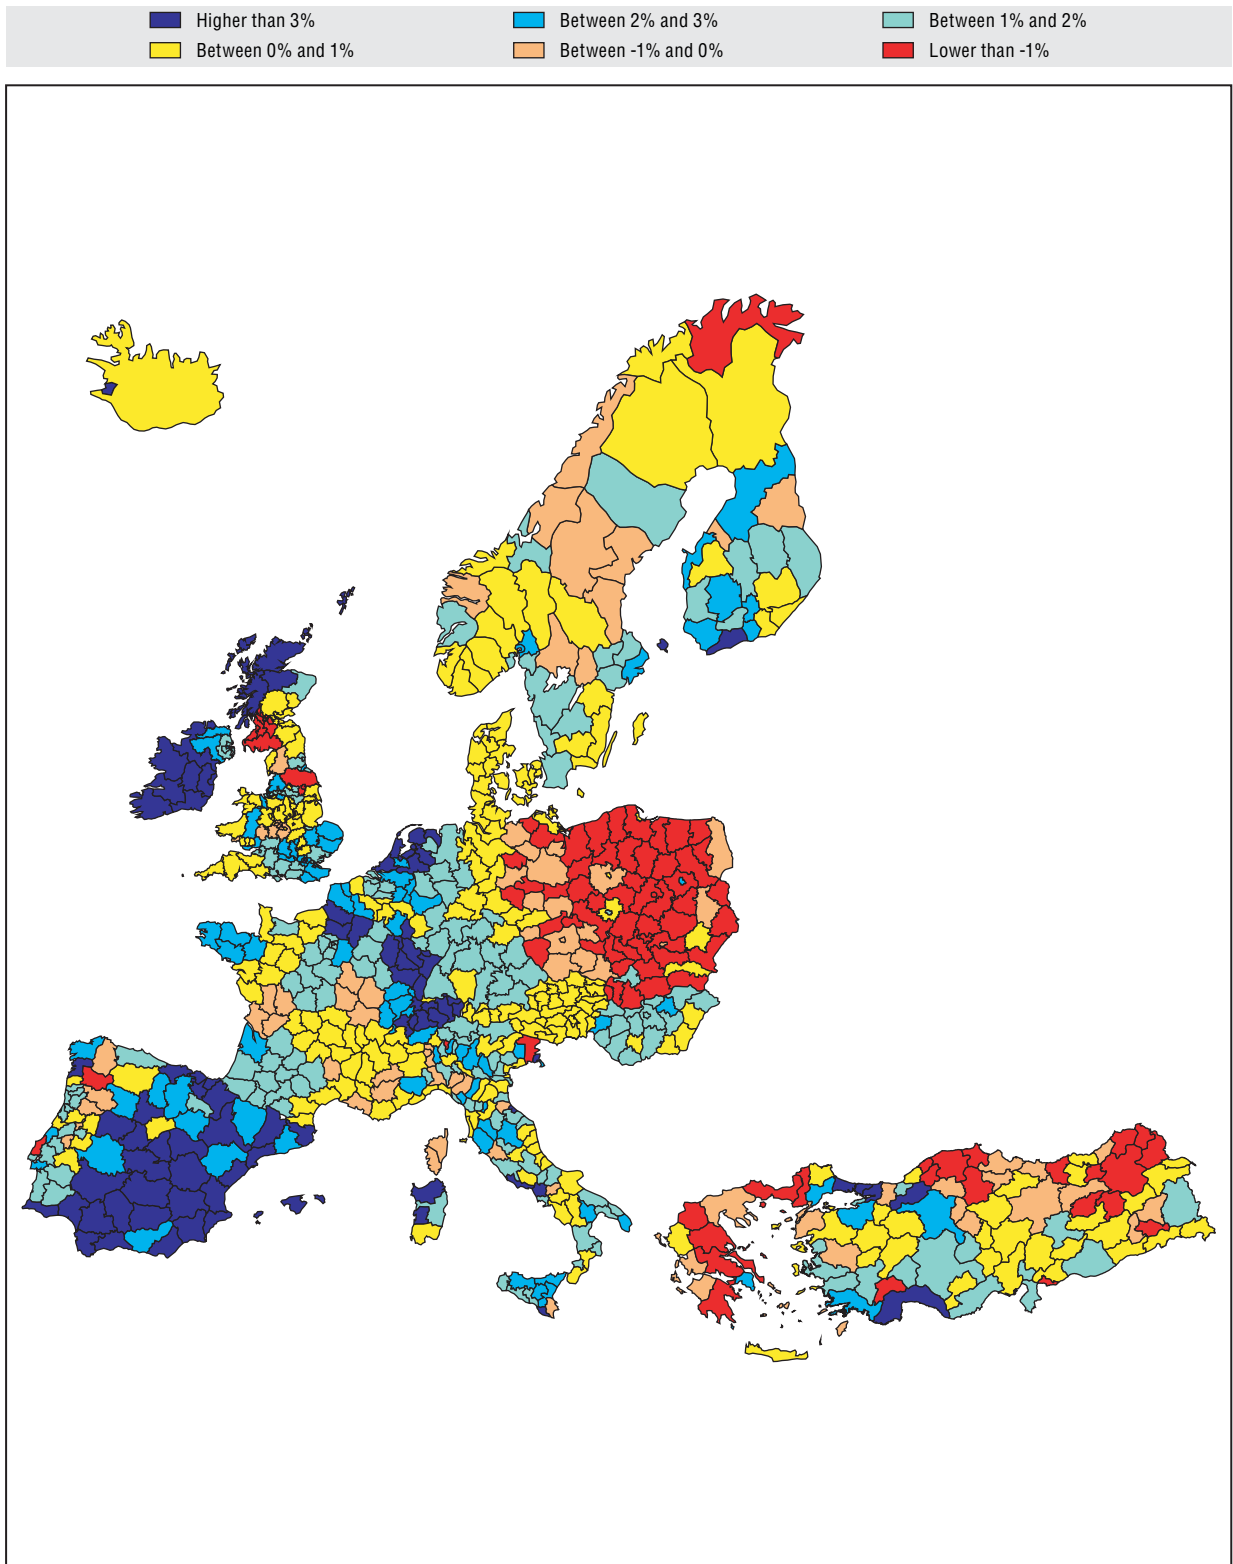 Higher than 3% Between 2% and 3% Between 1% and 2%
Between 0% and 1% Between -1% and 0% Lower than -1%